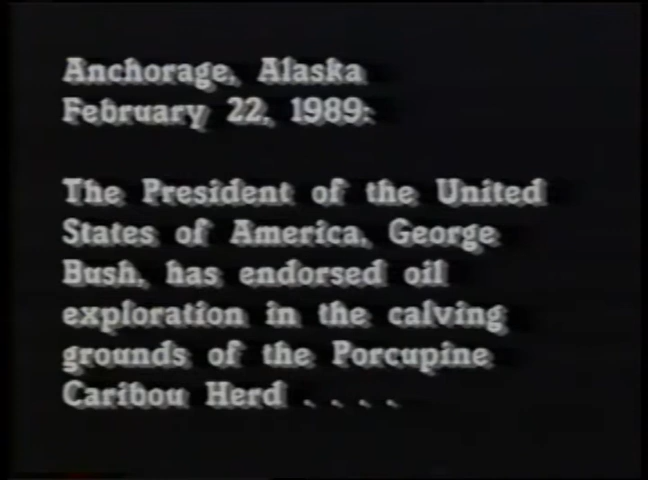 Anchorage, Alaska
February 22, 1989:
The President of the United
States of America, George
Bush, has endorsed oil
exploration in the calving
grounds of the Porcupine
Caribou Herd . . . .